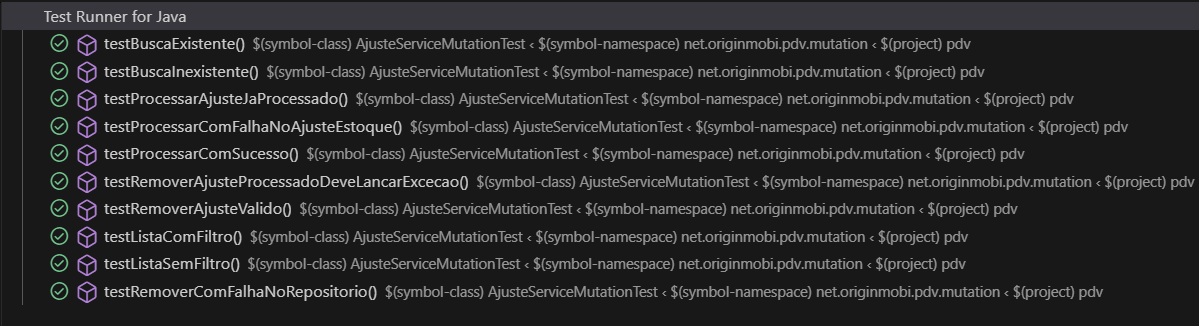 Test Runner for Java
testBuscaExistente() $(symbol-class) AjusteServiceMutationTest < $(symbol-namespace) net.originmobi.pdv.mutation < $(project) pdv
testBuscaInexistente() $(symbol-class) AjusteServiceMutationTest < $(symbol-namespace) net.originmobi.pdv.mutation < $(project) pdv
testProcessarAjusteJaProcessado() $(symbol-class) AjusteServiceMutationTest < $(symbol-namespace) net.originmobi.pdv.mutation < $(project) pdv
testProcessarComFalhaNoAjusteEstoque() $(symbol-class) AjusteServiceMutationTest < $(symbol-namespace) net.originmobi.pdv.mutation < $(project) pdv
testProcessarComSucesso() $(symbol-class) AjusteServiceMutationTest < $(symbol-namespace) net.originmobi.pdv.mutation < $(project) pdv
testRemoverAjusteProcessadoDeveLancarExcecao() $(symbol-class) AjusteServiceMutationTest < $(symbol-namespace) net.originmobi.pdv.mutation < $(project) pdv
testRemoverAjusteValido() $(symbol-class) AjusteServiceMutationTest < $(symbol-namespace) net.originmobi.pdv.mutation < $(project) pdv
testListaComFiltro() $(symbol-class) AjusteServiceMutationTest < $(symbol-namespace) net.originmobi.pdv.mutation < $(project) pdv
testListaSemFiltro() $(symbol-class) AjusteServiceMutationTest < $(symbol-namespace) net.originmobi.pdv.mutation < $(project) pdv
testRemoverComFalhaNoRepositorio() $(symbol-class) AjusteServiceMutationTest < $(symbol-namespace) net.originmobi.pdv.mutation < $(project) pdv